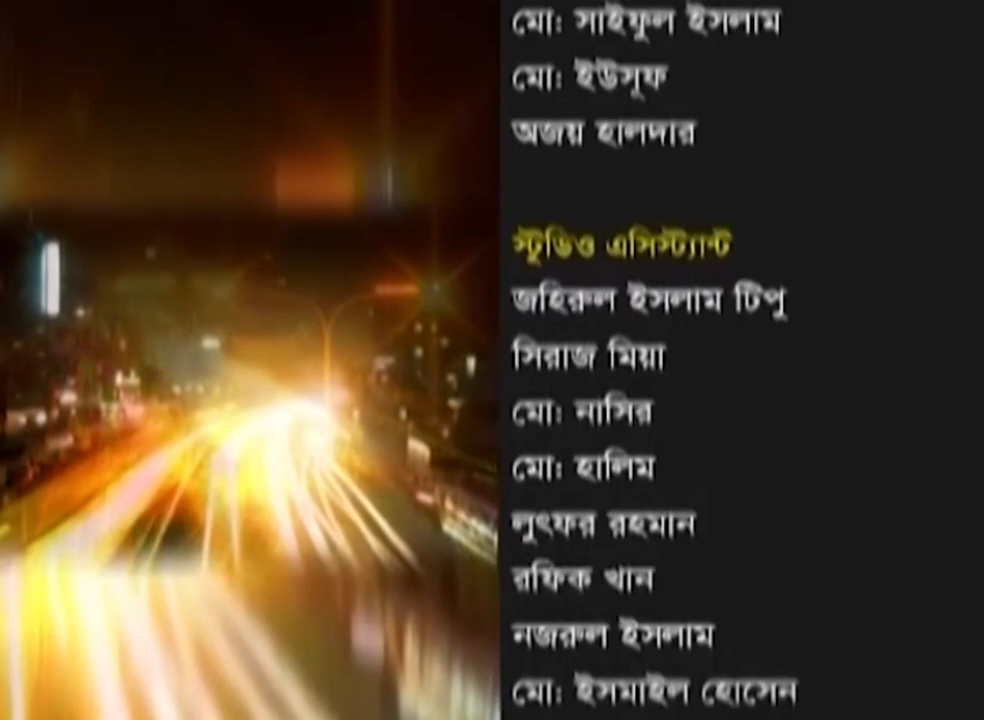 মো: সাইফুল ইসলাম
মো: ইউসূফ
অজয় হালদার
স্টুডিও এসিস্ট্যান্ট
জহিরুল ইসলাম টিপু
সিরাজ মিয়া
মো: নাসির
মো: হালিম
লুৎফর রহমান
রফিক খান
নজরুল ইসলাম
মো: ইসমাইল হোসেন